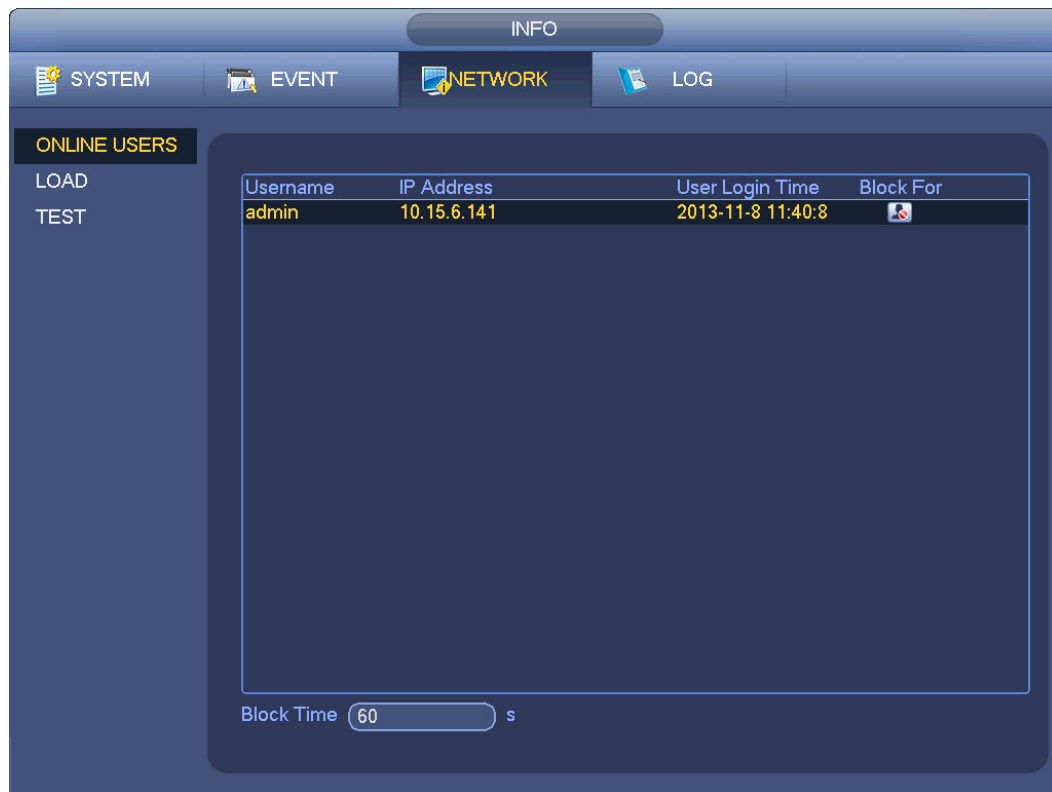 INFO
SYSTEM EVENT NETWORK LOG
ONLINE USERS
LOAD
TEST
Username IP Address User Login Time Block For
admin 10.15.6.141 2013-11-8 11:40:8
Block Time 60 s